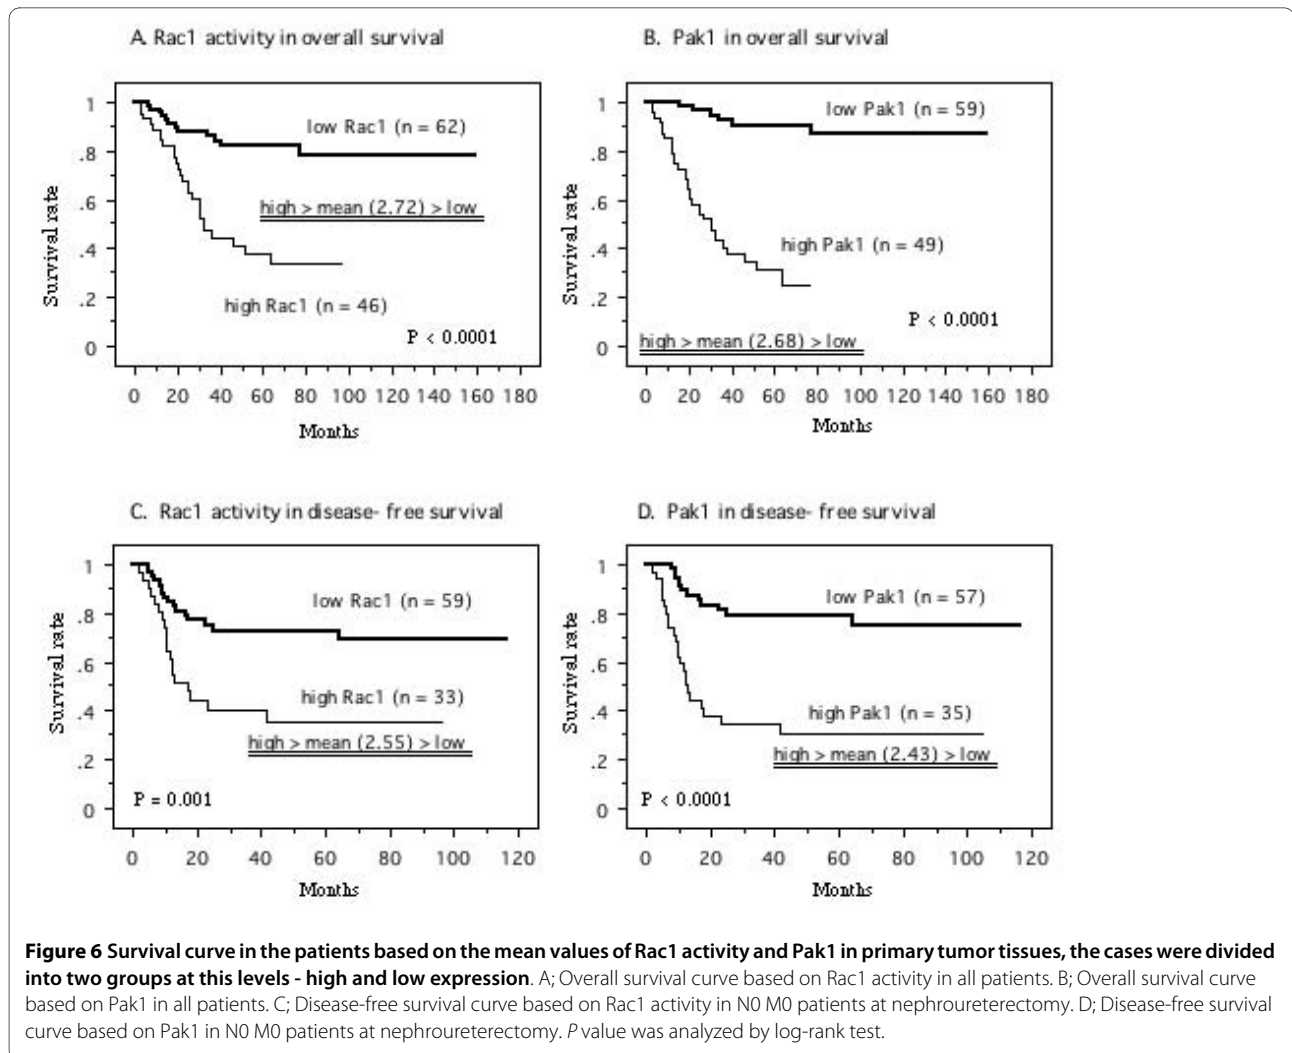 A. Rac1 activity in overall survival
1
.8
.6
.4
.2
0
Survival rate
low Rac1 (n = 62)
high > mean (2.72) > low
high Rac1 (n = 46)
P < 0.0001
0 20 40 60 80 100 120 140 160 180
Months
B. Pak1 in overall survival
1
.8
.6
.4
.2
0
Survival rate
low Pak1 (n = 59)
high Pak1 (n = 49)
P < 0.0001
high > mean (2.68) > low
0 20 40 60 80 100 120 140 160 180
Months
C. Rac1 activity in disease- free survival
1
.8
.6
.4
.2
0
Survival rate
low Rac1 (n = 59)
high Rac1 (n = 33)
high > mean (2.55) > low
P = 0.001
0 20 40 60 80 100 120
Months
D. Pak1 in disease- free survival
1
.8
.6
.4
.2
0
Survival rate
low Pak1 (n = 57)
high Pak1 (n = 35)
high > mean (2.43) > low
P < 0.0001
0 20 40 60 80 100 120
Months
Figure 6 Survival curve in the patients based on the mean values of Rac1 activity and Pak1 in primary tumor tissues, the cases were divided
into two groups at this levels - high and low expression. A; Overall survival curve based on Rac1 activity in all patients. B; Overall survival curve
based on Pak1 in all patients. C; Disease-free survival curve based on Rac1 activity in N0 M0 patients at nephroureterectomy. D; Disease-free survival
curve based on Pak1 in N0 M0 patients at nephroureterectomy. P value was analyzed by log-rank test.